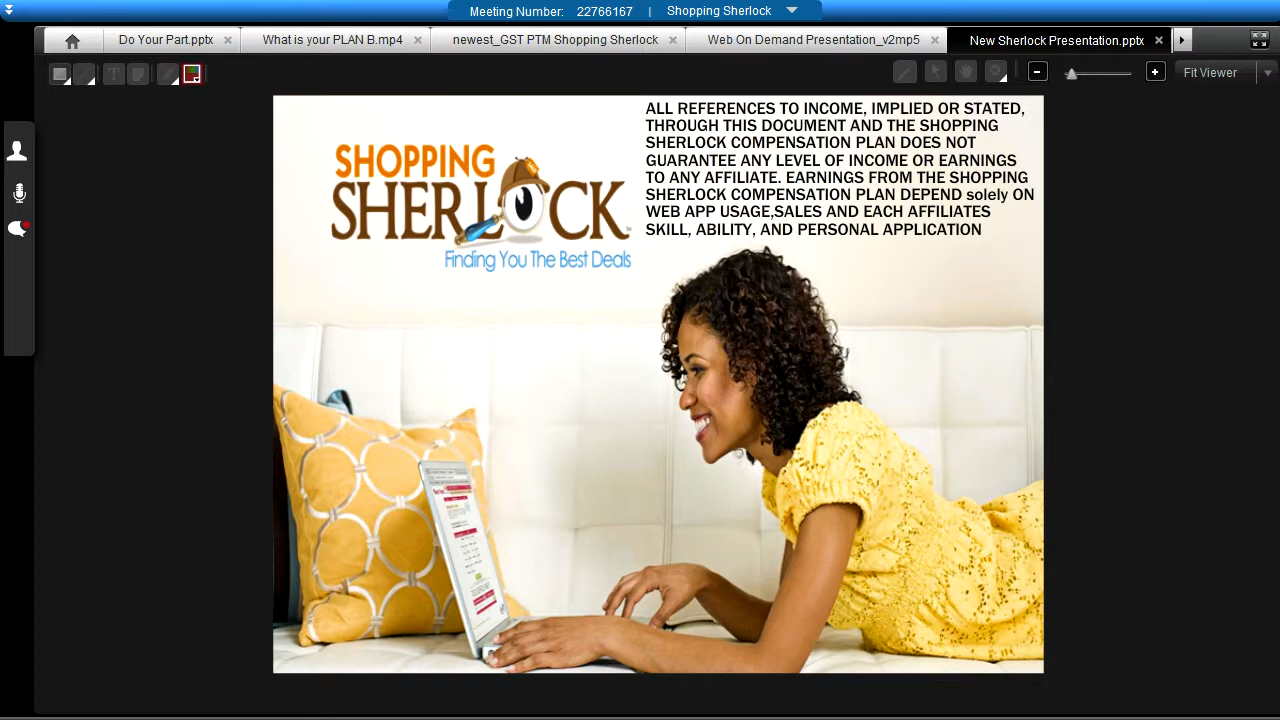 Meeting Number: 22766167 | Shopping Sherlock
Do Your Part.pptx What is your PLAN B.mp4 newest_GST PTM Shopping Sherlock Web On Demand Presentation_v2mp5 New Sherlock Presentation.pptx
Fit Viewer
ALL REFERENCES TO INCOME, IMPLIED OR STATED,
THROUGH THIS DOCUMENT AND THE SHOPPING
SHERLOCK COMPENSATION PLAN DOES NOT
GUARANTEE ANY LEVEL OF INCOME OR EARNINGS
TO ANY AFFILIATE. EARNINGS FROM THE SHOPPING
SHERLOCK COMPENSATION PLAN DEPEND solely ON
WEB APP USAGE,SALES AND EACH AFFILIATES
SKILL, ABILITY, AND PERSONAL APPLICATION
SHOPPING
SHERLOCK
Finding You The Best Deals